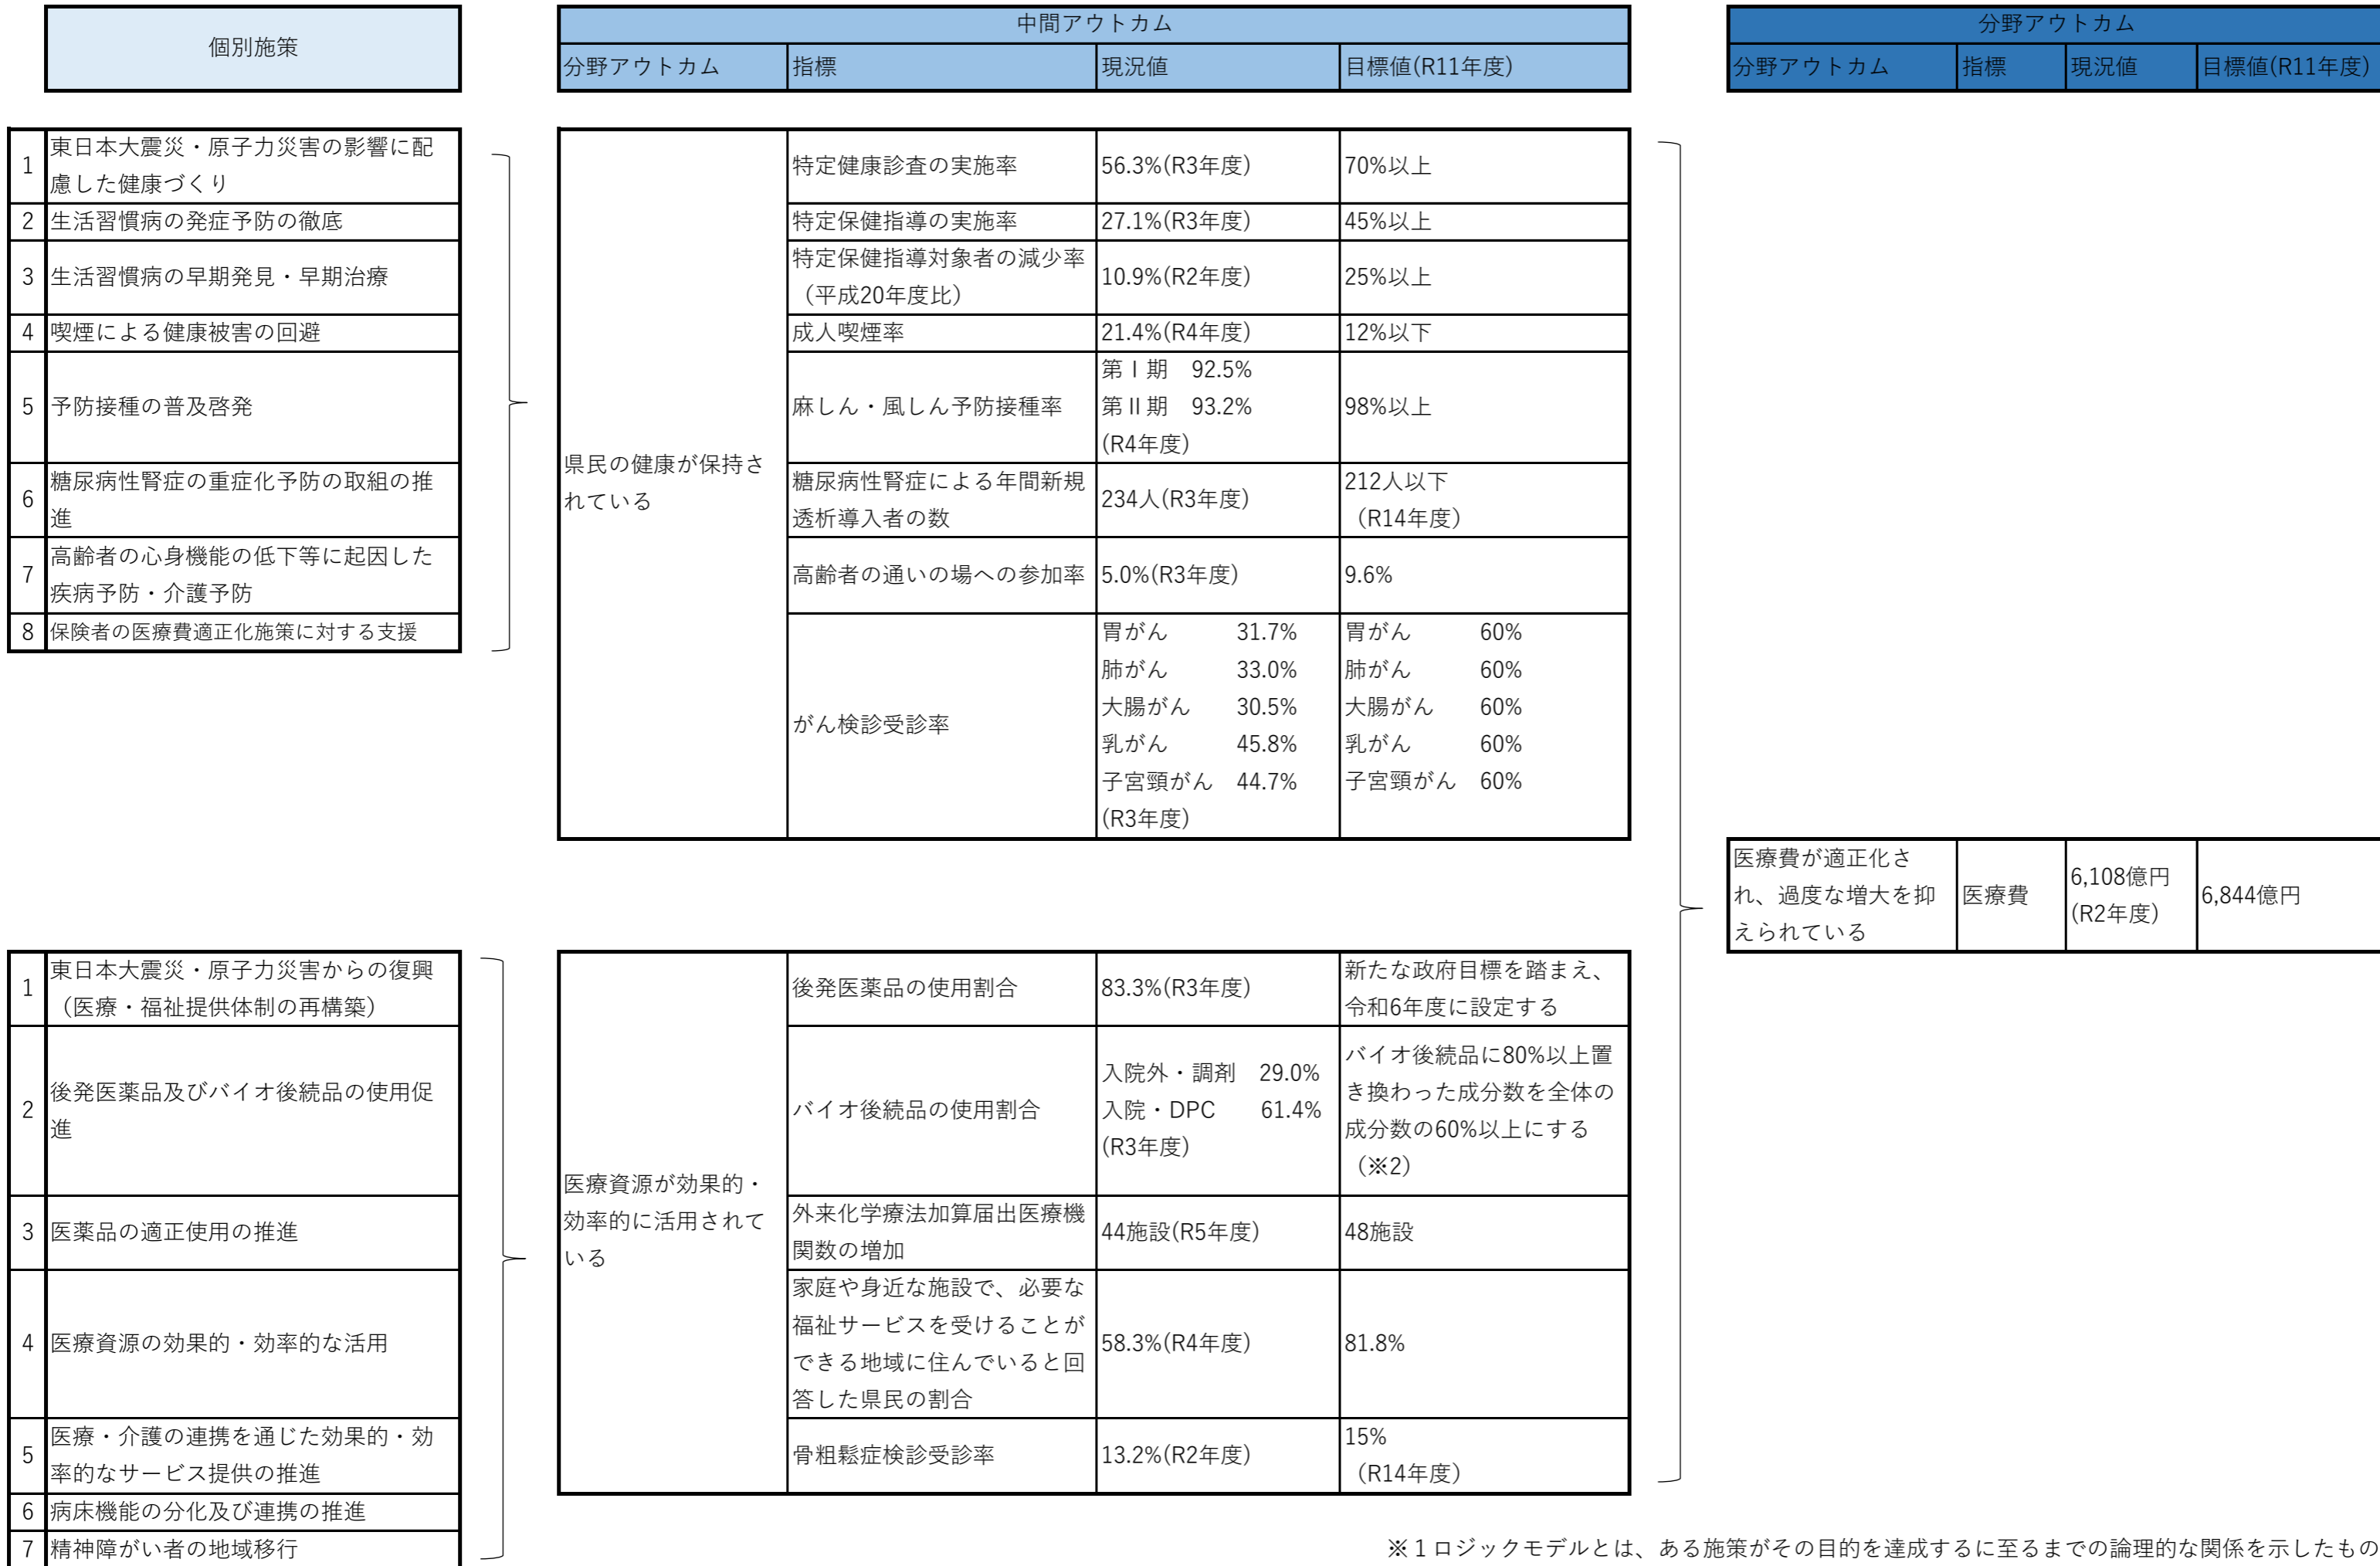 個別施策
中間アウトカム
分野アウトカム 指標 現況値 目標値(R11年度)
分野アウトカム
分野アウトカム 指標 現況値 目標値(R11年度)
1 東日本大震災・原子力災害の影響に配
慮した健康づくり
2 生活習慣病の発症予防の徹底
3 生活習慣病の早期発見・早期治療
4 喫煙による健康被害の回避
5 予防接種の普及啓発
6 糖尿病性腎症の重症化予防の取組の推
進
7 高齢者の心身機能の低下等に起因した
疾病予防・介護予防
8 保険者の医療費適正化施策に対する支援
県民の健康が保持さ
れている
特定健康診査の実施率 56.3%(R3年度) 70%以上
特定保健指導の実施率 27.1%(R3年度) 45%以上
特定保健指導対象者の減少率
（平成20年度比）
10.9%(R2年度) 25%以上
成人喫煙率 21.4%(R4年度) 12%以下
麻しん・風しん予防接種率
第Ⅰ期　92.5%
第Ⅱ期　93.2%
(R4年度)
98%以上
糖尿病性腎症による年間新規
透析導入者の数
234人(R3年度)
212人以下
（R14年度）
高齢者の通いの場への参加率 5.0%(R3年度) 9.6%
がん検診受診率
胃がん　31.7%
肺がん　33.0%
大腸がん　30.5%
乳がん　45.8%
子宮頸がん　44.7%
(R3年度)
胃がん　60%
肺がん　60%
大腸がん　60%
乳がん　60%
子宮頸がん　60%
医療費が適正化さ
れ、過度な増大を抑
えられている
医療費
6,108億円
(R2年度)
6,844億円
1 東日本大震災・原子力災害からの復興
（医療・福祉提供体制の再構築）
2 後発医薬品及びバイオ後続品の使用促
進
3 医薬品の適正使用の推進
4 医療資源の効果的・効率的な活用
5 医療・介護の連携を通じた効果的・効
率的なサービス提供の推進
6 病床機能の分化及び連携の推進
7 精神障がい者の地域移行
医療資源が効果的・
効率的に活用されて
いる
後発医薬品の使用割合 83.3%(R3年度)
新たな政府目標を踏まえ、
令和6年度に設定する
バイオ後続品の使用割合
入院外・調剤　29.0%
入院・DPC　61.4%
(R3年度)
バイオ後続品に80%以上置
き換わった成分数を全体の
成分数の60%以上にする
（※2）
外来化学療法加算届出医療機
関数の増加
44施設(R5年度) 48施設
家庭や身近な施設で、必要な
福祉サービスを受けることが
できる地域に住んでいると回
答した県民の割合
58.3%(R4年度) 81.8%
骨粗鬆症検診受診率 13.2%(R2年度)
15%
（R14年度）
※１ロジックモデルとは、ある施策がその目的を達成するに至るまでの論理的な関係を示したもの